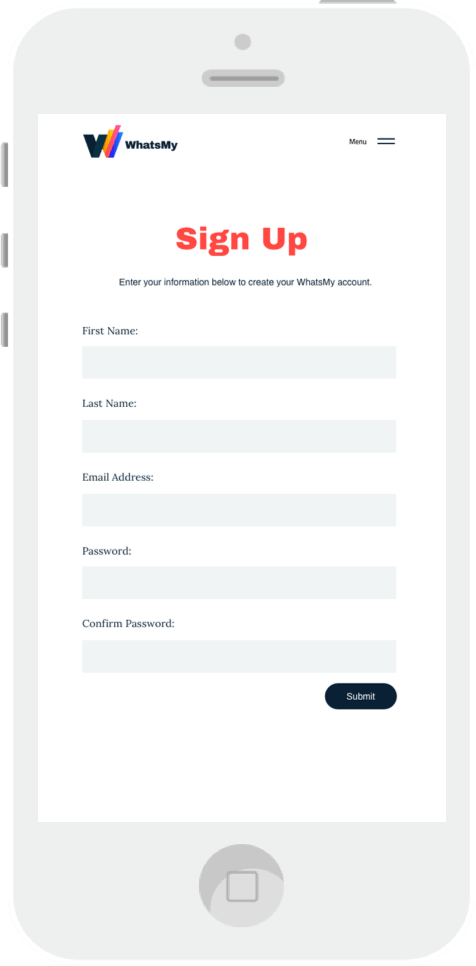 WhatsMy
Menu
Sign Up
Enter your information below to create your WhatsMy account.
First Name:
Last Name:
Email Address:
Password:
Confirm Password:
Submit